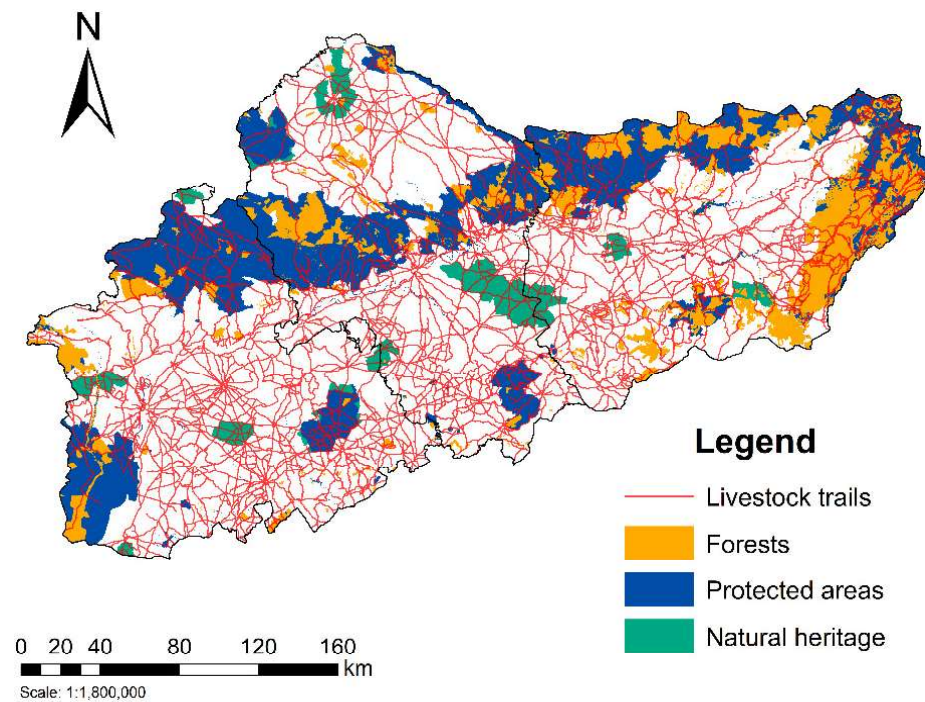 N
Legend
Livestock trails
Forests
Protected areas
Natural heritage
0 20 40 80 120 160
km
Scale: 1:1,800,000